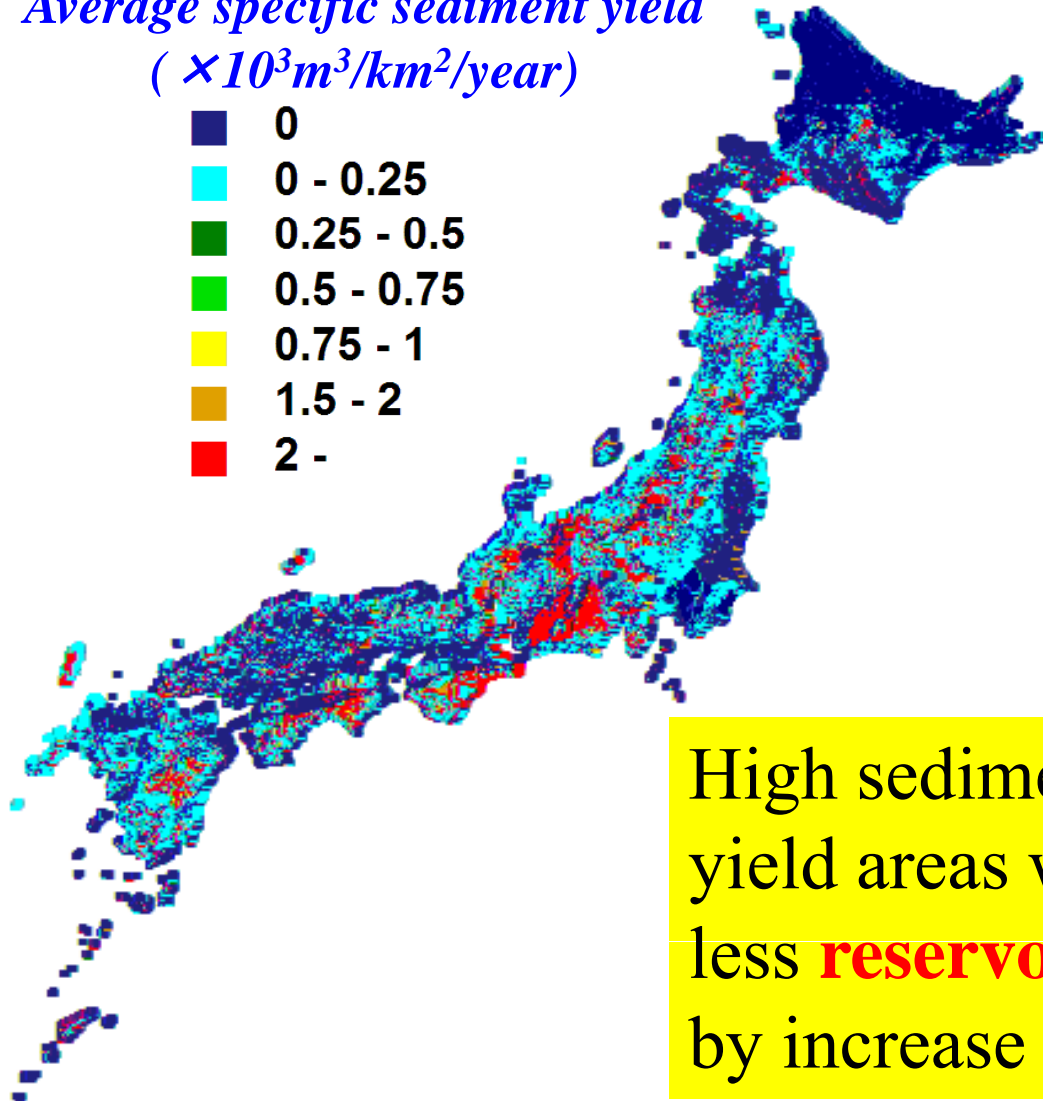 Average specific sediment yield
( ×10³m³/km²/year)
0
0 - 0.25
0.25 - 0.5
0.5 - 0.75
0.75 - 1
1.5 - 2
2 -
High sedim
yield areas
less reservo
by increase